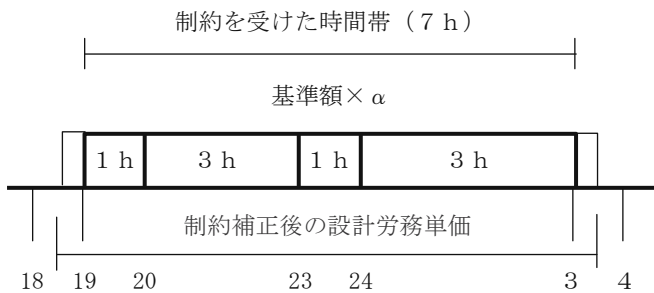 制約を受けた時間帯（７ｈ）
基準額×α
１ｈ ３ｈ １ｈ ３ｈ
制約補正後の設計労務単価
18 19 20 23 24 3 4